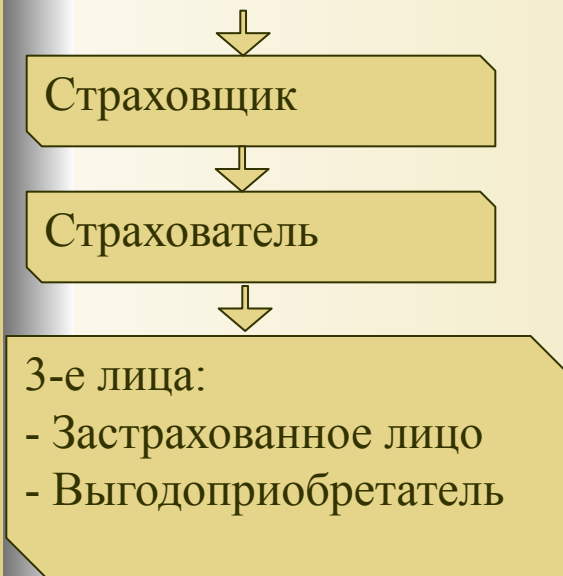 Страховщик
Страхователь
3-е лица:
- Застрахованное лицо
- Выгодоприобретатель